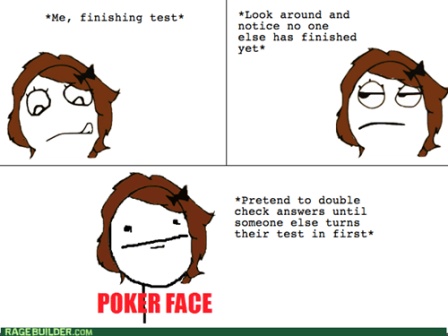 *Me, finishing test*
*Look around and
notice no one
else has finished
yet*
*Pretend to double
check answers until
someone else turns
their test in first*
POKER FACE
RAGEBUILDER.COM